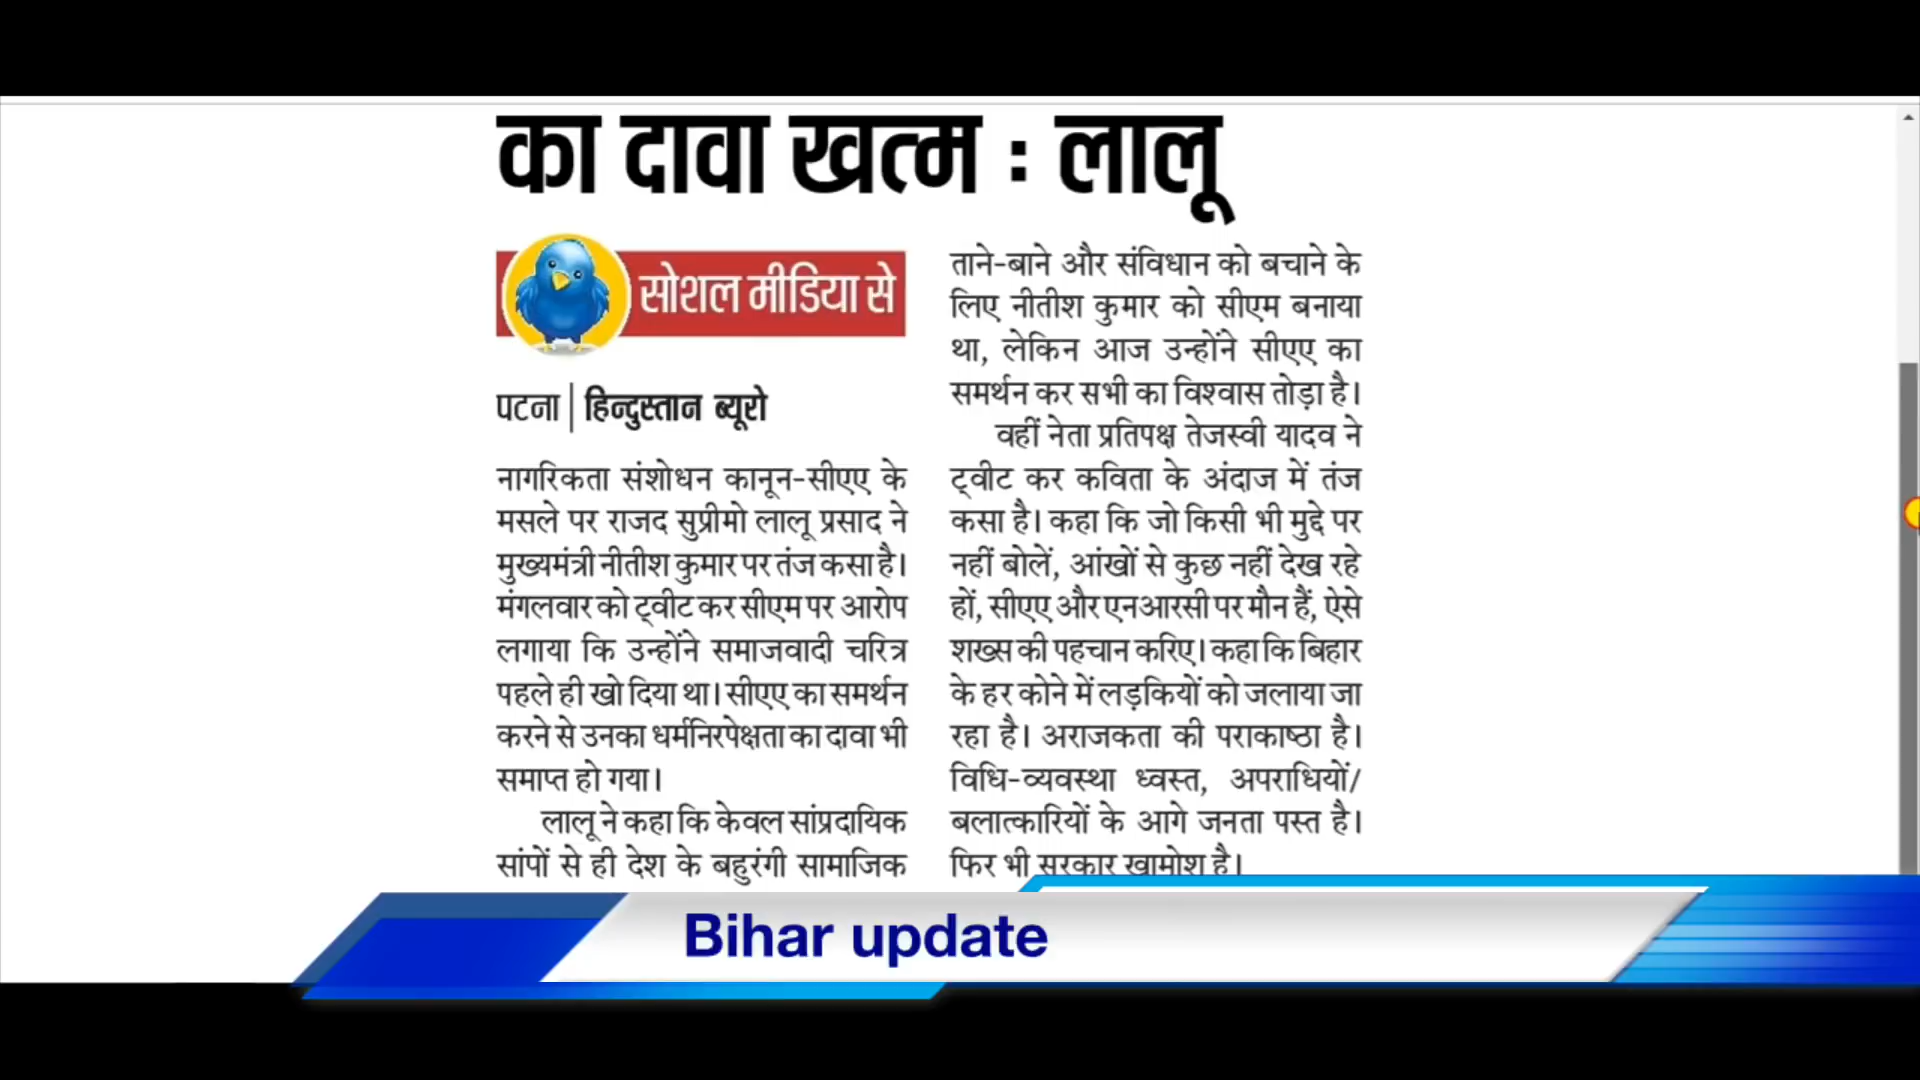 का दावा खत्म : लालू
सोशल मीडिया से
पटना | हिन्दुस्तान ब्यूरो
नागरिकता संशोधन कानून-सीएए के
मसले पर राजद सुप्रीमो लालू प्रसाद ने
मुख्यमंत्री नीतीश कुमार पर तंज कसा है।
मंगलवार को ट्वीट कर सीएम पर आरोप
लगाया कि उन्होंने समाजवादी चरित्र
पहले ही खो दिया था। सीएए का समर्थन
करने से उनका धर्मनिरपेक्षता का दावा भी
समाप्त हो गया।
लालू ने कहा कि केवल सांप्रदायिक
सांपों से ही देश के बहुरंगी सामाजिक
ताने-बाने और संविधान को बचाने के
लिए नीतीश कुमार को सीएम बनाया
था, लेकिन आज उन्होंने सीएए का
समर्थन कर सभी का विश्वास तोड़ा है।
वहीं नेता प्रतिपक्ष तेजस्वी यादव ने
ट्वीट कर कविता के अंदाज में तंज
कसा है। कहा कि जो किसी भी मुद्दे पर
नहीं बोलें, आंखों से कुछ नहीं देख रहे
हों, सीएए और एनआरसी पर मौन हैं, ऐसे
शख्स की पहचान करिए। कहा कि बिहार
के हर कोने में लड़कियों को जलाया जा
रहा है। अराजकता की पराकाष्ठा है।
विधि-व्यवस्था ध्वस्त, अपराधियों/
बलात्कारियों के आगे जनता पस्त है।
फिर भी सरकार खामोश है।
Bihar update